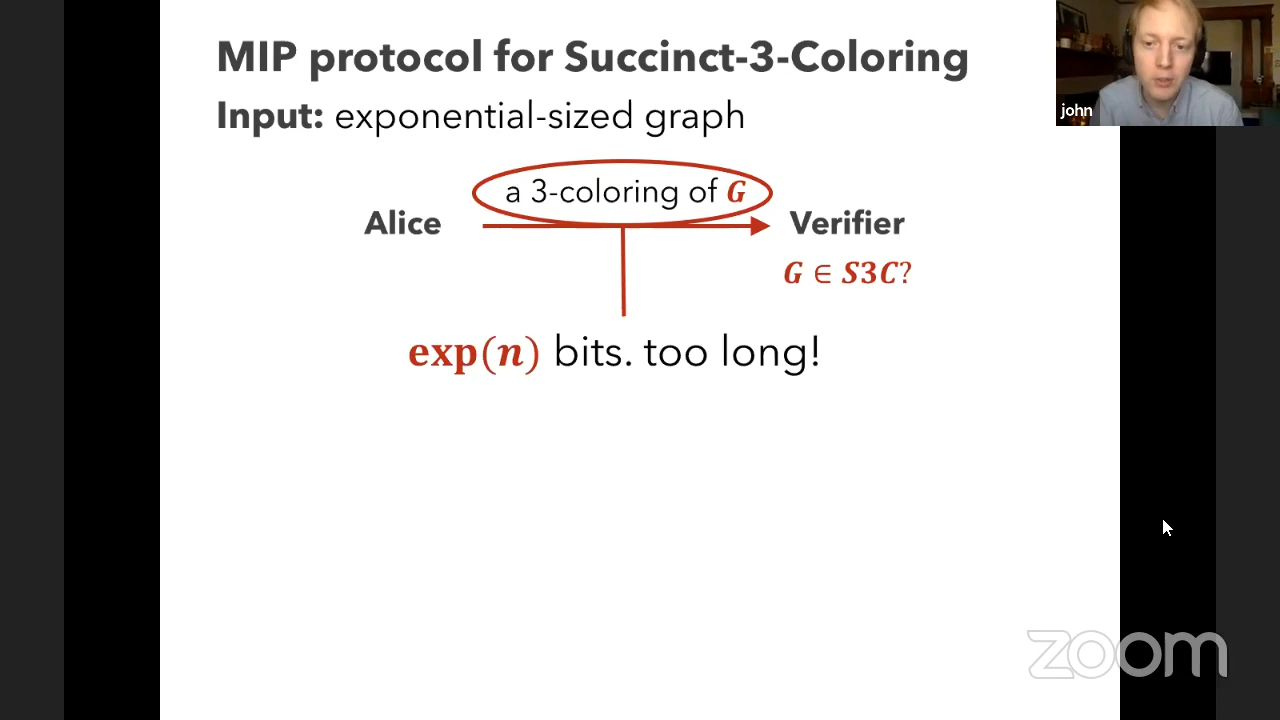 MIP protocol for Succinct-3-Coloring
john
Input: exponential-sized graph
a 3-coloring of G
Alice
Verifier
G ∈ S3C?
exp(n) bits. too long!
zoom